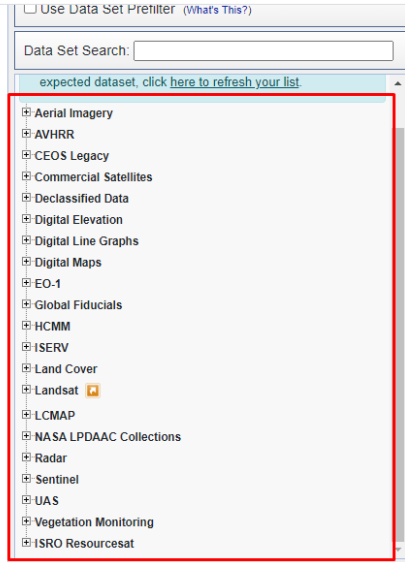 Use Data Set Prefilter (What's This?)
Data Set Search:
expected dataset, click here to refresh your list.
Aerial Imagery
AVHRR
CEOS Legacy
Commercial Satellites
Declassified Data
Digital Elevation
Digital Line Graphs
Digital Maps
EO-1
Global Fiducials
HCMM
ISERV
Land Cover
Landsat
LCMAP
NASA LPDAAC Collections
Radar
Sentinel
UAS
Vegetation Monitoring
ISRO Resourcesat